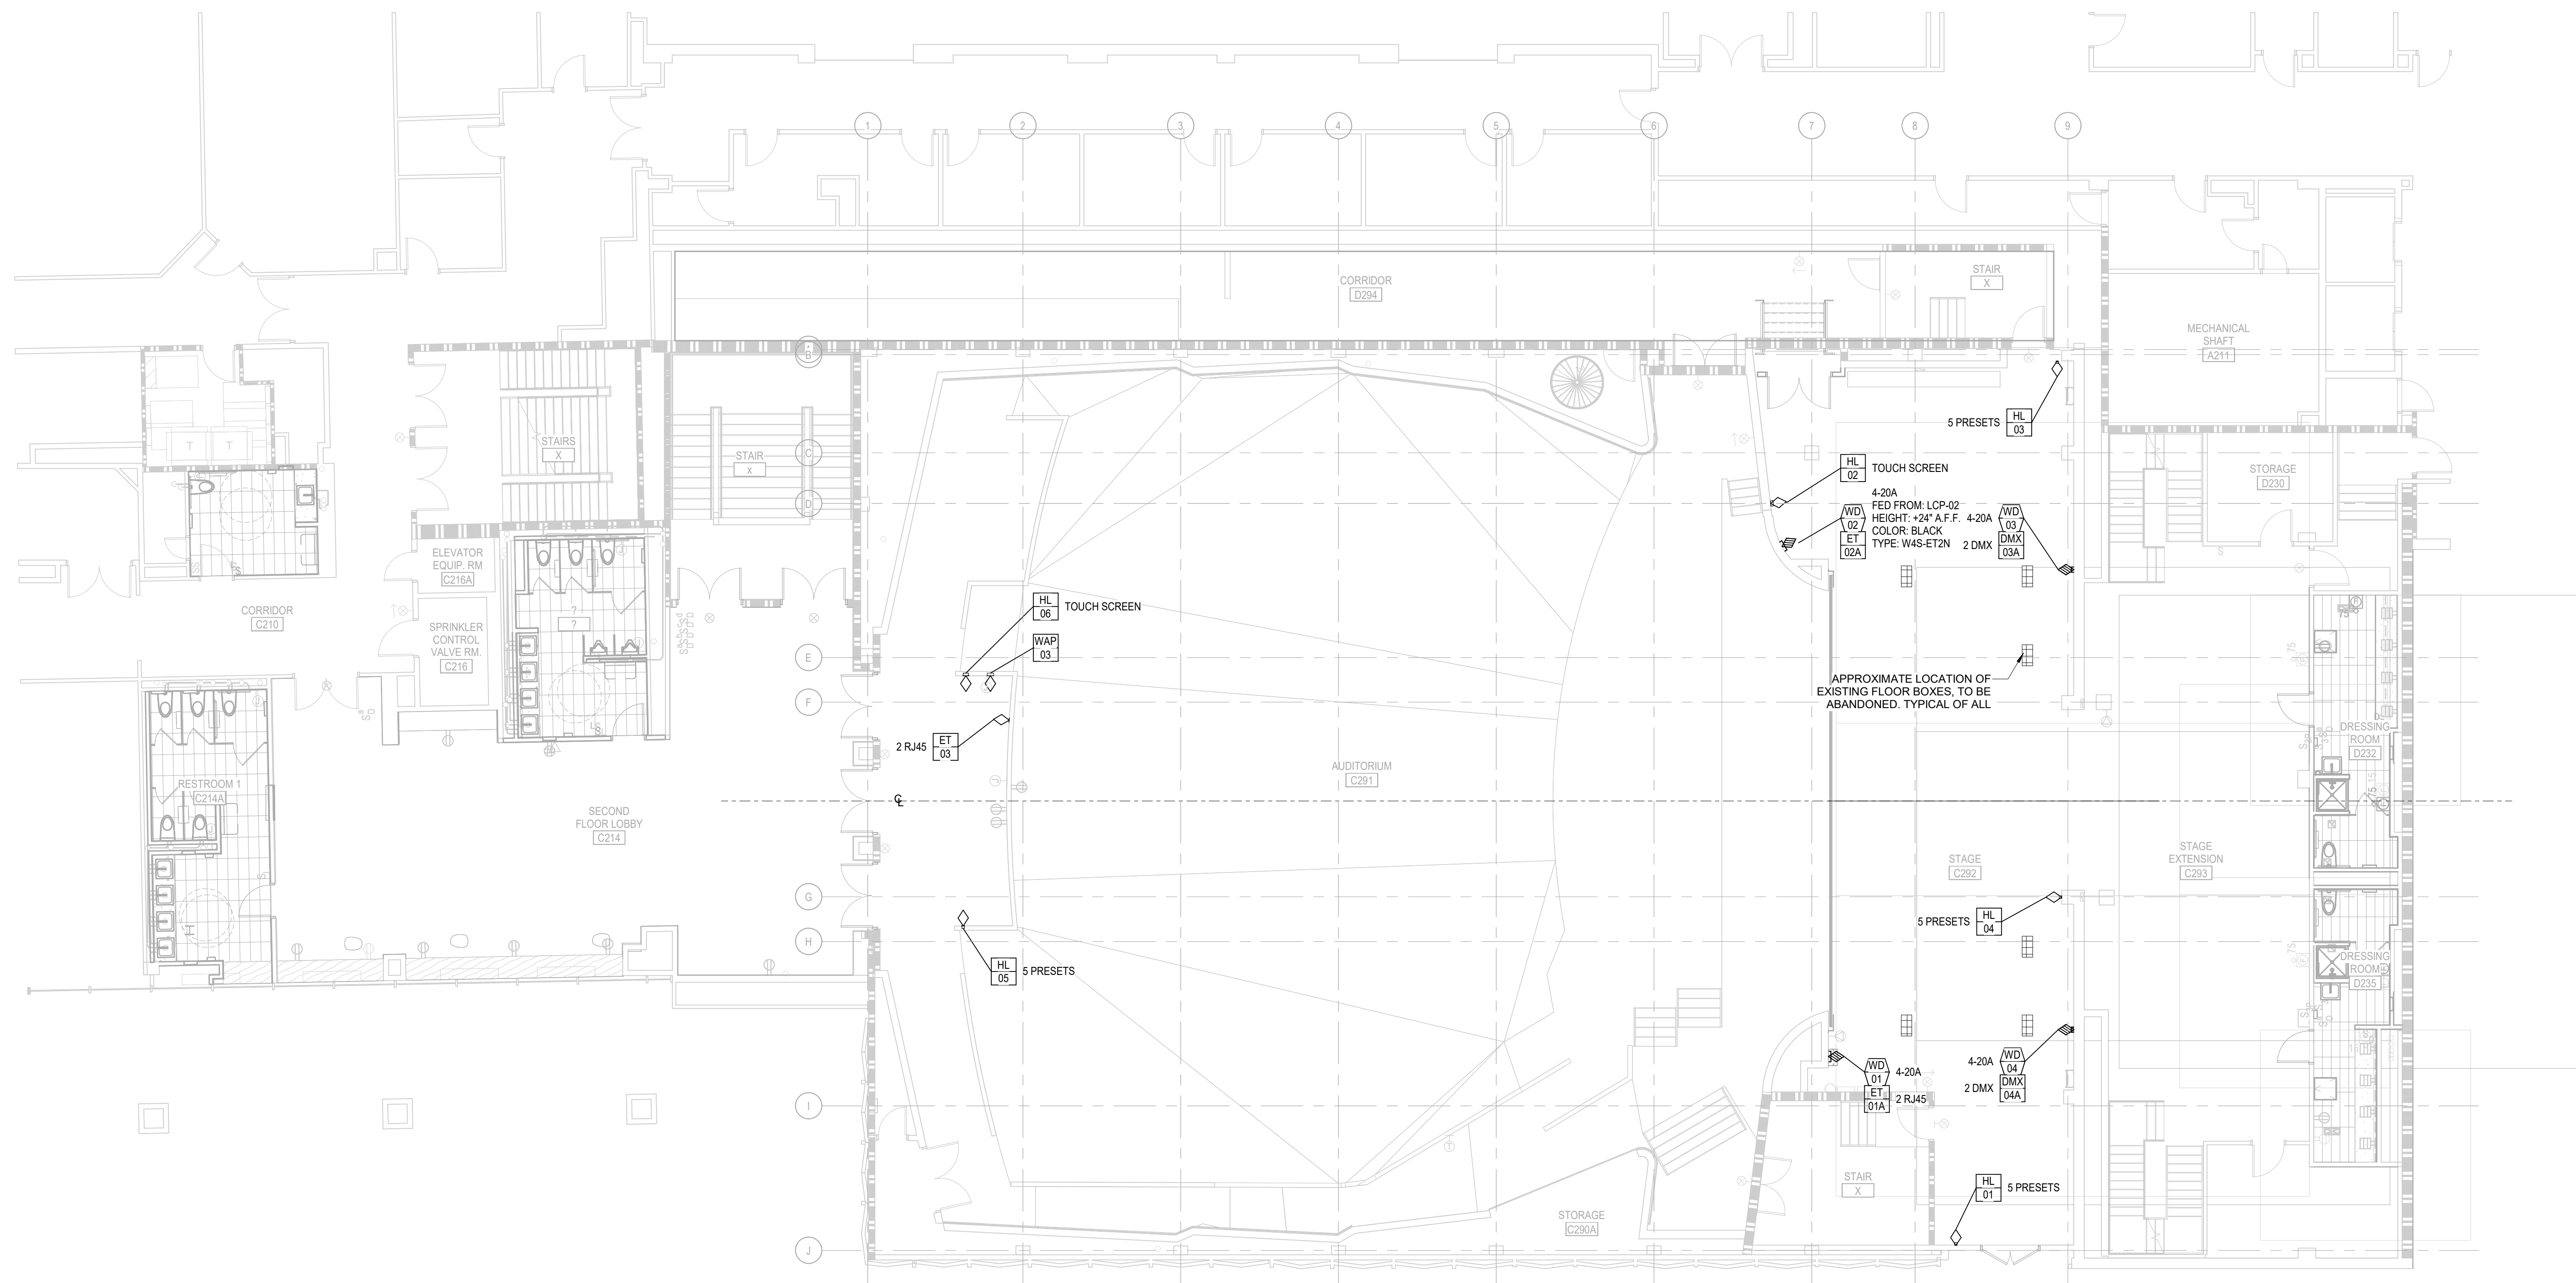 1
2
3
4
5
6
7
8
9
B
C
D
E
F
G
H
I
J
CORRIDOR
D294
STAIR
X
MECHANICAL
SHAFT
A211
STORAGE
D230
5 PRESETS
HL
03
HL
02
TOUCH SCREEN
4-20A
FED FROM: LCP-02
HEIGHT: +24" A.F.F.
COLOR: BLACK
TYPE: W4S-ET2N
WD
02
ET
02A
4-20A
WD
03
2 DMX
DMX
03A
STAIRS
X
STAIR
x
T
T
ELEVATOR
EQUIP. RM
C216A
SPRINKLER
CONTROL
VALVE RM.
C216
?
?
CORRIDOR
C210
HL
06
TOUCH SCREEN
WAP
03
2 RJ45
ET
03
APPROXIMATE LOCATION OF
EXISTING FLOOR BOXES, TO BE
ABANDONED. TYPICAL OF ALL
AUDITORIUM
C291
RESTROOM 1
C214A
SECOND
FLOOR LOBBY
C214
DRESSING
ROOM
D232
STAGE
C292
STAGE
EXTENSION
C293
5 PRESETS
HL
04
HL
05
5 PRESETS
DRESSING
ROOM
D235
WD
01
4-20A
ET
01A
2 RJ45
4-20A
WD
04
2 DMX
DMX
04A
STAIR
X
HL
01
5 PRESETS
STORAGE
C290A